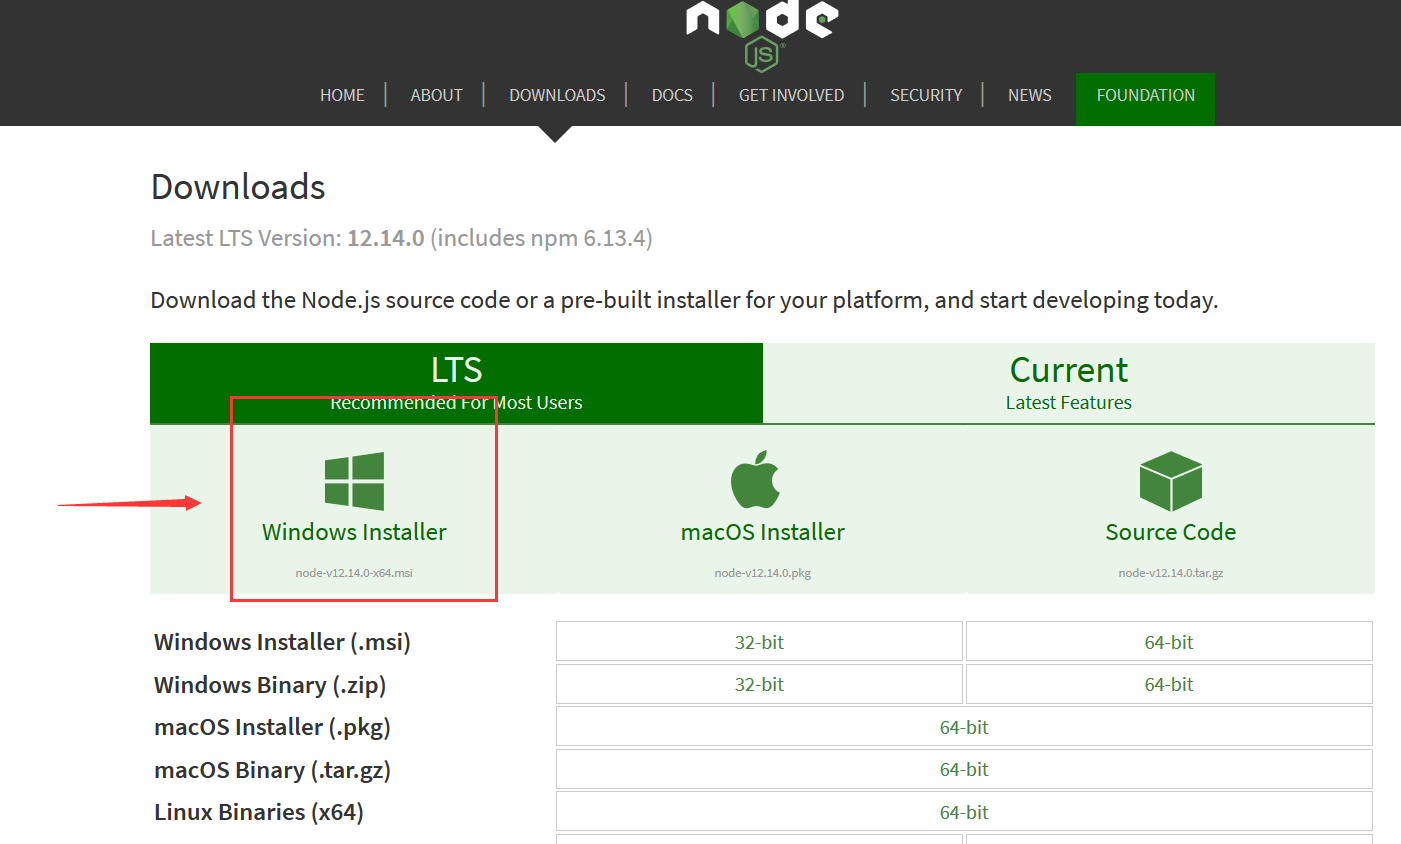 node
JS ®
HOME ABOUT DOWNLOADS DOCS GET INVOLVED SECURITY NEWS FOUNDATION
Downloads
Latest LTS Version: 12.14.0 (includes npm 6.13.4)
Download the Node.js source code or a pre-built installer for your platform, and start developing today.
LTS
Recommended For Most Users
Current
Latest Features
Windows Installer
node-v12.14.0-x64.msi
macOS Installer
node-v12.14.0.pkg
Source Code
node-v12.14.0.tar.gz
Windows Installer (.msi) 32-bit 64-bit
Windows Binary (.zip) 32-bit 64-bit
macOS Installer (.pkg) 64-bit
macOS Binary (.tar.gz) 64-bit
Linux Binaries (x64) 64-bit